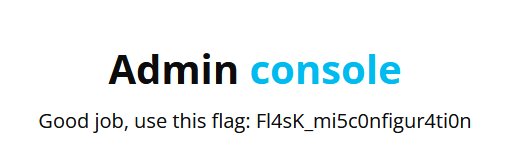 Admin console
Good job, use this flag: Fl4sK_mi5c0nfigur4ti0n